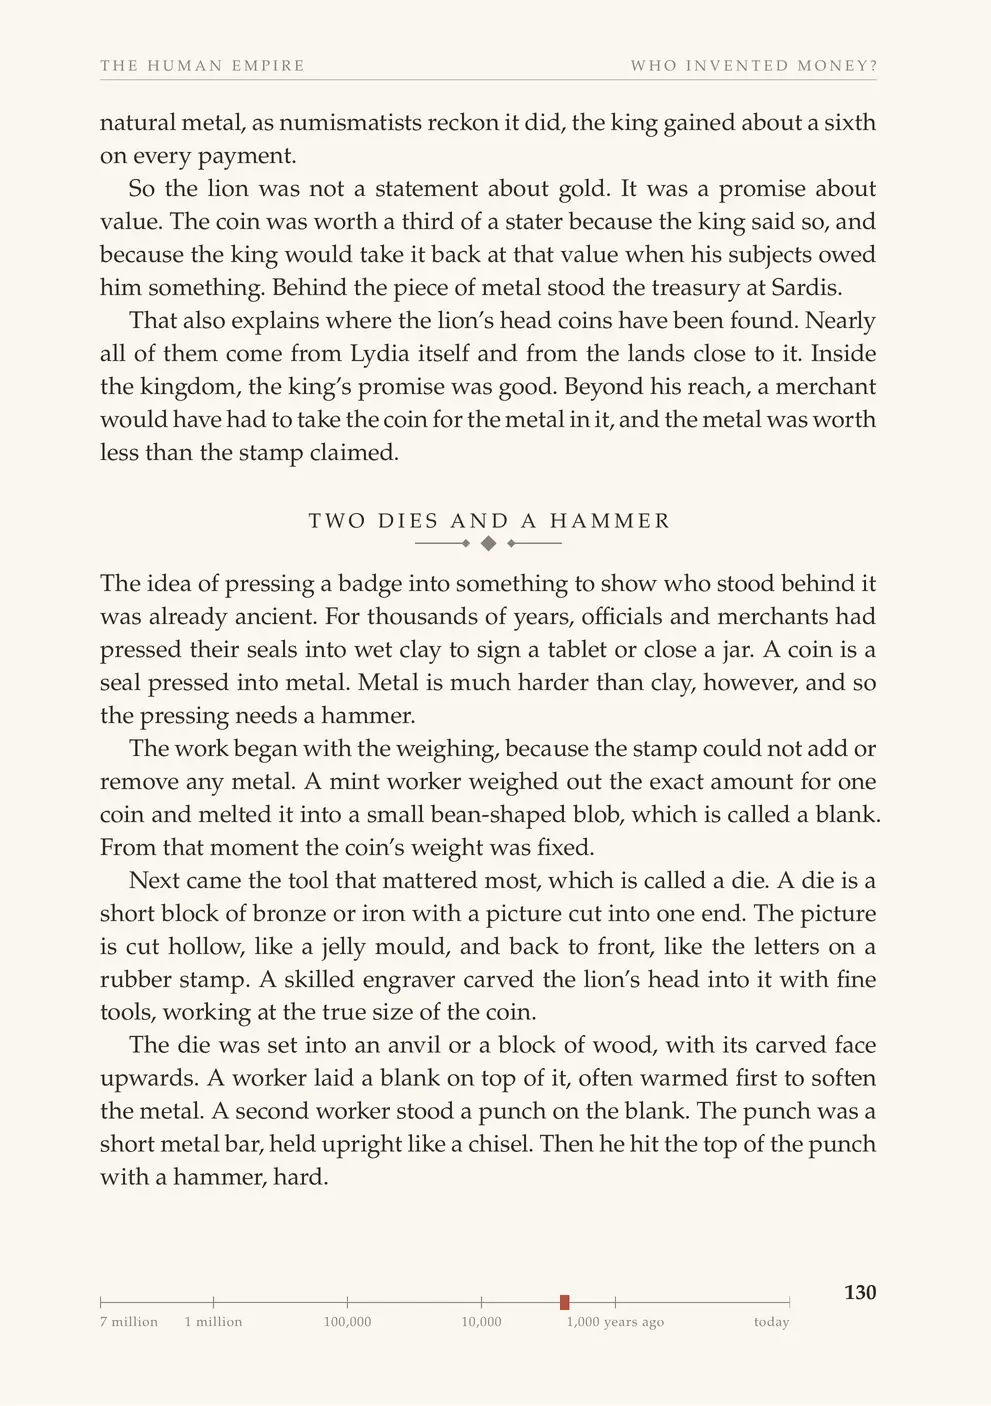 THE HUMAN EMPIRE
WHO INVENTED MONEY?
natural metal, as numismatists reckon it did, the king gained about a sixth
on every payment.
So the lion was not a statement about gold. It was a promise about
value. The coin was worth a third of a stater because the king said so, and
because the king would take it back at that value when his subjects owed
him something. Behind the piece of metal stood the treasury at Sardis.
That also explains where the lion’s head coins have been found. Nearly
all of them come from Lydia itself and from the lands close to it. Inside
the kingdom, the king’s promise was good. Beyond his reach, a merchant
would have had to take the coin for the metal in it, and the metal was worth
less than the stamp claimed.
TWO DIES AND A HAMMER
The idea of pressing a badge into something to show who stood behind it
was already ancient. For thousands of years, officials and merchants had
pressed their seals into wet clay to sign a tablet or close a jar. A coin is a
seal pressed into metal. Metal is much harder than clay, however, and so
the pressing needs a hammer.
The work began with the weighing, because the stamp could not add or
remove any metal. A mint worker weighed out the exact amount for one
coin and melted it into a small bean-shaped blob, which is called a blank.
From that moment the coin’s weight was fixed.
Next came the tool that mattered most, which is called a die. A die is a
short block of bronze or iron with a picture cut into one end. The picture
is cut hollow, like a jelly mould, and back to front, like the letters on a
rubber stamp. A skilled engraver carved the lion’s head into it with fine
tools, working at the true size of the coin.
The die was set into an anvil or a block of wood, with its carved face
upwards. A worker laid a blank on top of it, often warmed first to soften
the metal. A second worker stood a punch on the blank. The punch was a
short metal bar, held upright like a chisel. Then he hit the top of the punch
with a hammer, hard.
130
7 million 1 million 100,000 10,000 1,000 years ago today